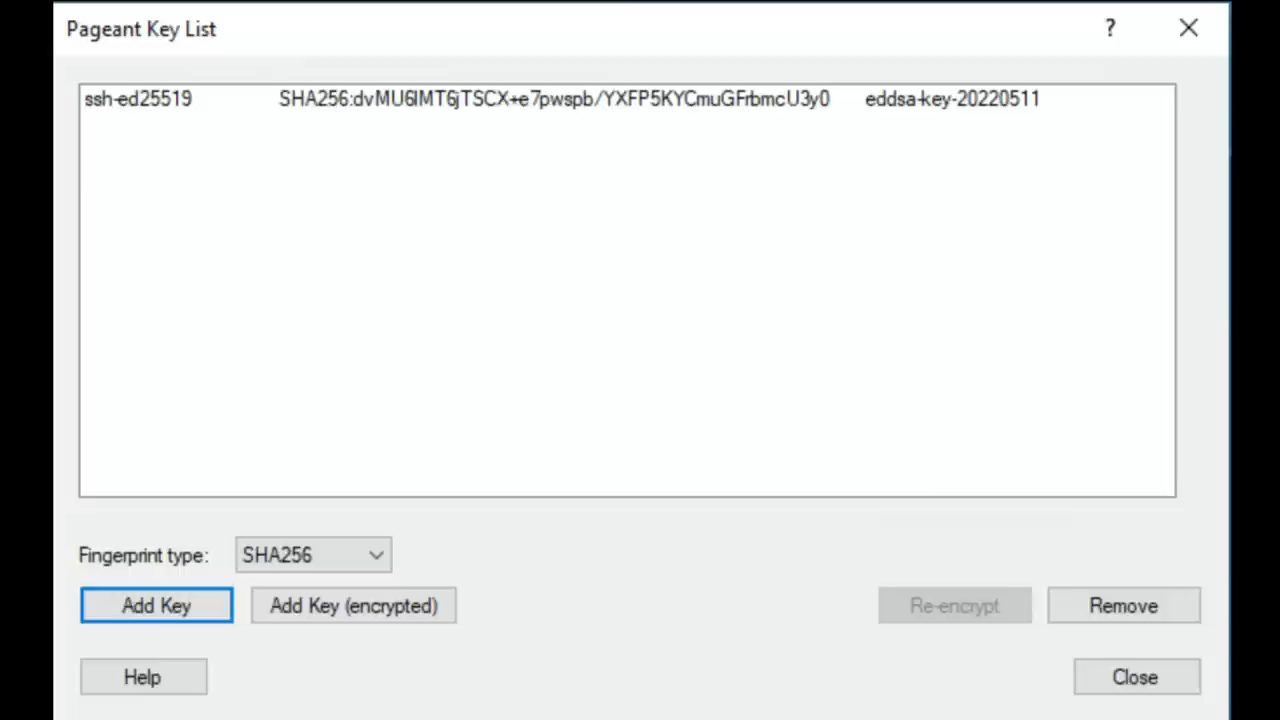 Pageant Key List ?
ssh-ed25519 SHA256:dvMU6lMT6jTSCX+e7pwspb/YXFP5KYCmuGFrbmcU3y0 eddsa-key-20220511
Fingerprint type: SHA256
Add Key Add Key (encrypted) Re-encrypt Remove
Help Close